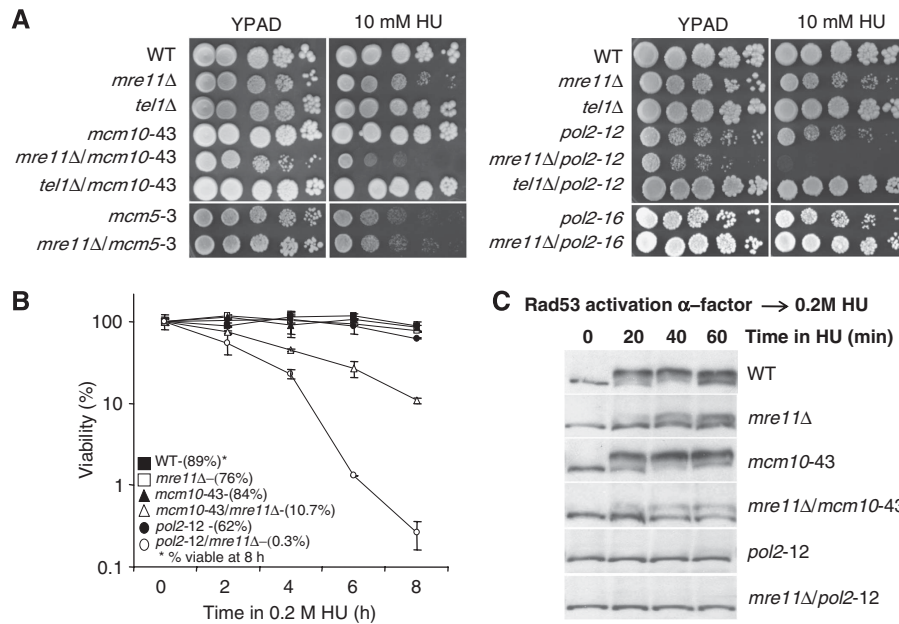 A
YPAD
10 mM HU
WT
mre11Δ
tel1Δ
mcm10-43
mre11Δ/mcm10-43
tel1Δ/mcm10-43
mcm5-3
mre11Δ/mcm5-3
YPAD
10 mM HU
WT
mre11Δ
tel1Δ
pol2-12
mre11Δ/pol2-12
tel1Δ/pol2-12
pol2-16
mre11Δ/pol2-16
B
Viability (%)
100
10
1
0.1
WT-(89%)*
mre11Δ–(76%)
mcm10-43-(84%)
mcm10-43/mre11Δ-(10.7%)
pol2-12 -(62%)
pol2-12/mre11Δ–(0.3%)
* % viable at 8 h
0 2 4 6 8
Time in 0.2 M HU (h)
C
Rad53 activation α–factor → 0.2M HU
0 20 40 60 Time in HU (min)
WT
mre11Δ
mcm10-43
mre11Δ/mcm10-43
pol2-12
mre11Δ/pol2-12